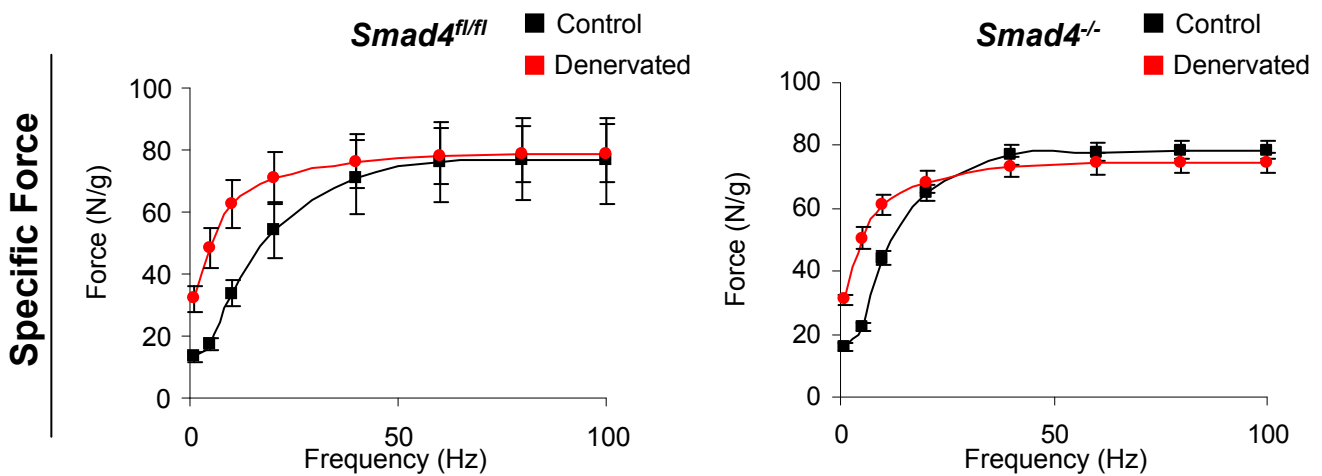 Specific Force
Smad4fl/fl
Control
Denervated
100
80
60
40
20
0
Force (N/g)
0 50 100
Frequency (Hz)
Smad4-/-
Control
Denervated
100
80
60
40
20
0
Force (N/g)
0 50 100
Frequency (Hz)